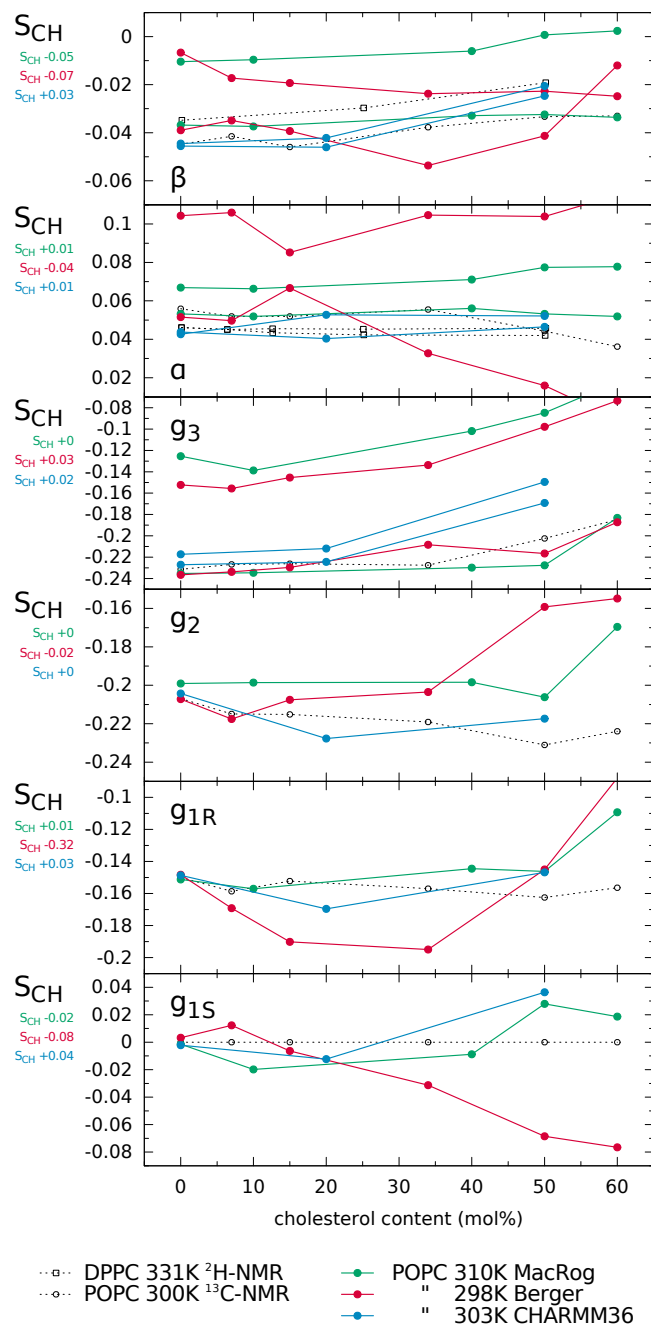 S_CH
S_CH -0.05
S_CH -0.07
S_CH +0.03
0
-0.02
-0.04
-0.06
β
S_CH
S_CH +0.01
S_CH -0.04
S_CH +0.01
0.1
0.08
0.06
0.04
0.02
α
S_CH
S_CH +0
S_CH +0.03
S_CH +0.02
-0.08
-0.1
-0.12
-0.14
-0.16
-0.18
-0.2
-0.22
-0.24
g_3
S_CH
S_CH +0
S_CH -0.02
S_CH +0
-0.16
-0.18
-0.2
-0.22
-0.24
g_2
S_CH
S_CH +0.01
S_CH -0.32
S_CH +0.03
-0.1
-0.12
-0.14
-0.16
-0.18
-0.2
g_1R
S_CH
S_CH -0.02
S_CH -0.08
S_CH +0.04
0.04
0.02
0
-0.02
-0.04
-0.06
-0.08
g_1S
0 10 20 30 40 50 60
cholesterol content (mol%)
DPPC 331K ²H-NMR
POPC 300K ¹³C-NMR
POPC 310K MacRog
" 298K Berger
" 303K CHARMM36